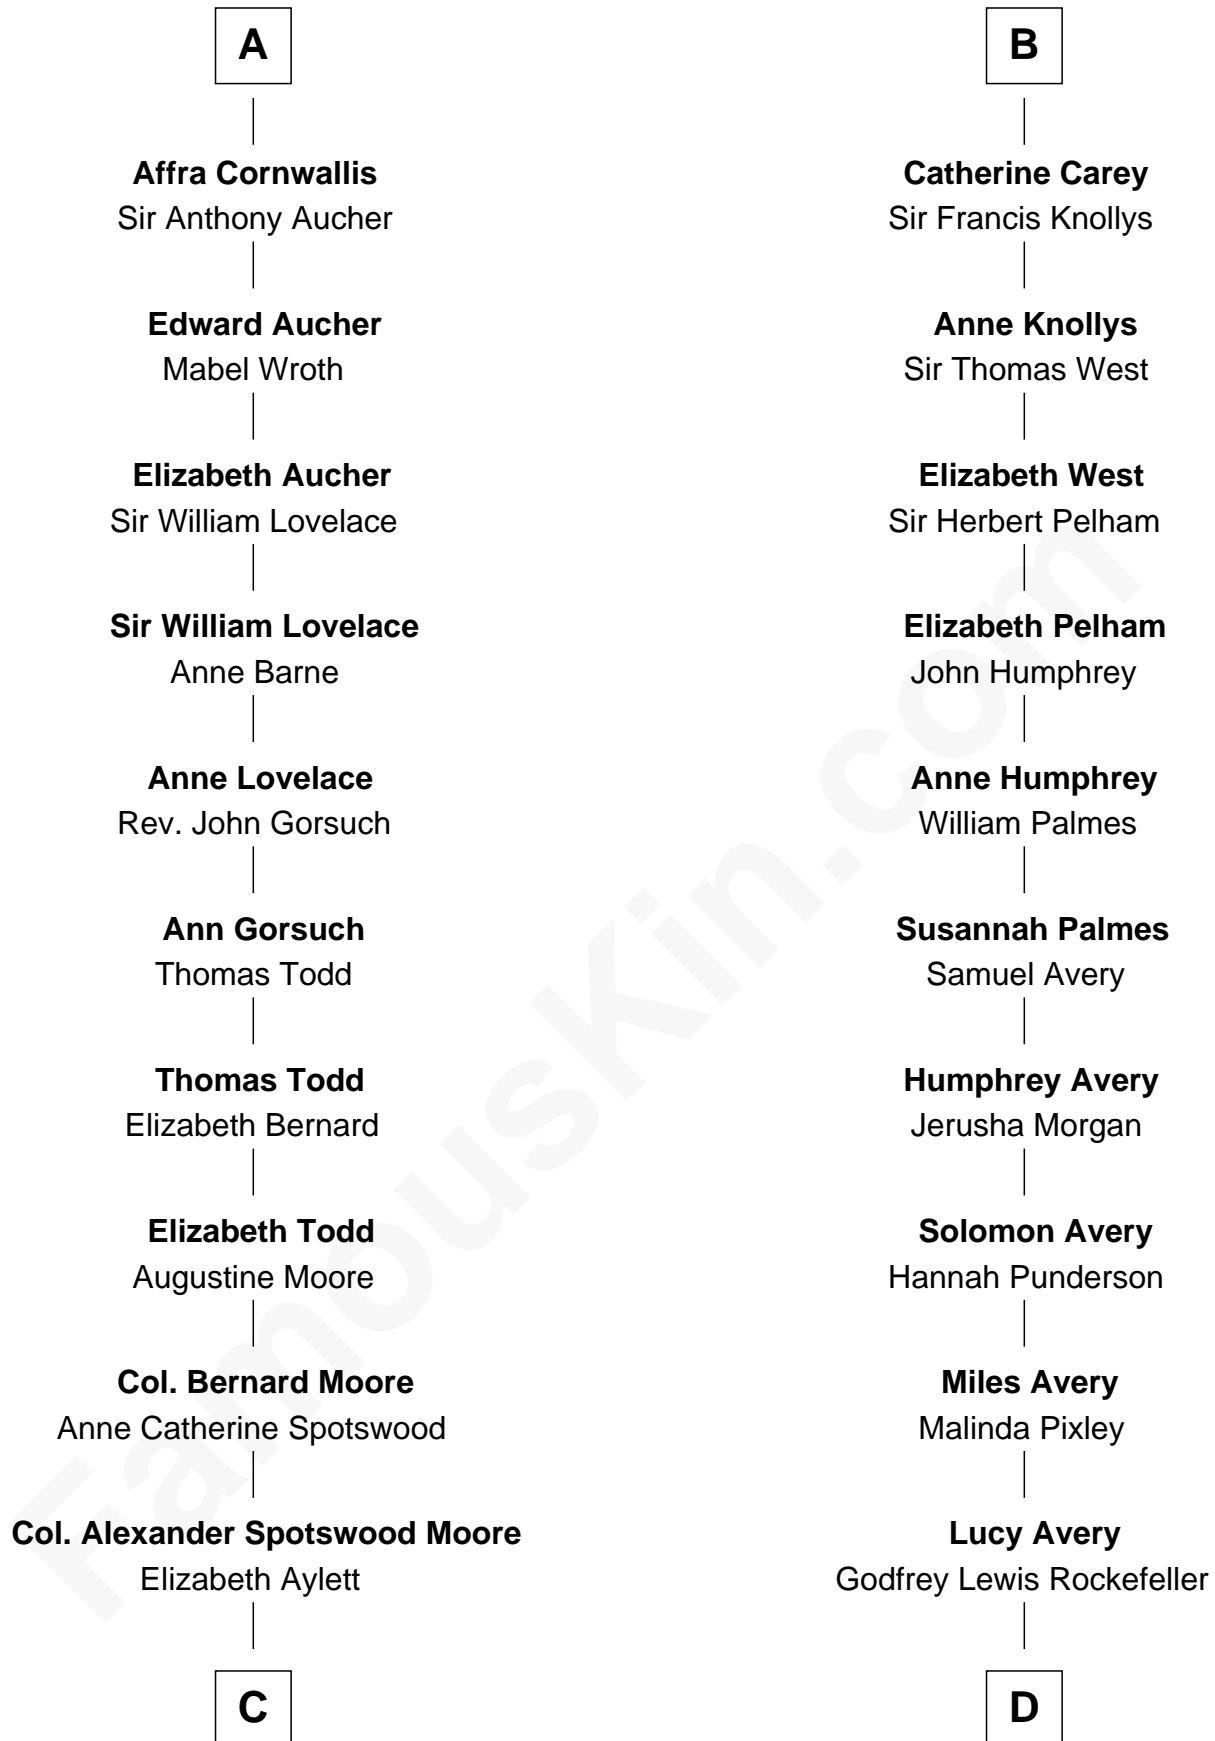 A
Affra Cornwallis
Sir Anthony Aucher
Edward Aucher
Mabel Wroth
Elizabeth Aucher
Sir William Lovelace
Sir William Lovelace
Anne Barne
Anne Lovelace
Rev. John Gorsuch
Ann Gorsuch
Thomas Todd
Thomas Todd
Elizabeth Bernard
Elizabeth Todd
Augustine Moore
Col. Bernard Moore
Anne Catherine Spotswood
Col. Alexander Spotswood Moore
Elizabeth Aylett
C
B
Catherine Carey
Sir Francis Knollys
Anne Knollys
Sir Thomas West
Elizabeth West
Sir Herbert Pelham
Elizabeth Pelham
John Humphrey
Anne Humphrey
William Palmes
Susannah Palmes
Samuel Avery
Humphrey Avery
Jerusha Morgan
Solomon Avery
Hannah Punderson
Miles Avery
Malinda Pixley
Lucy Avery
Godfrey Lewis Rockefeller
D
FamousKin.com